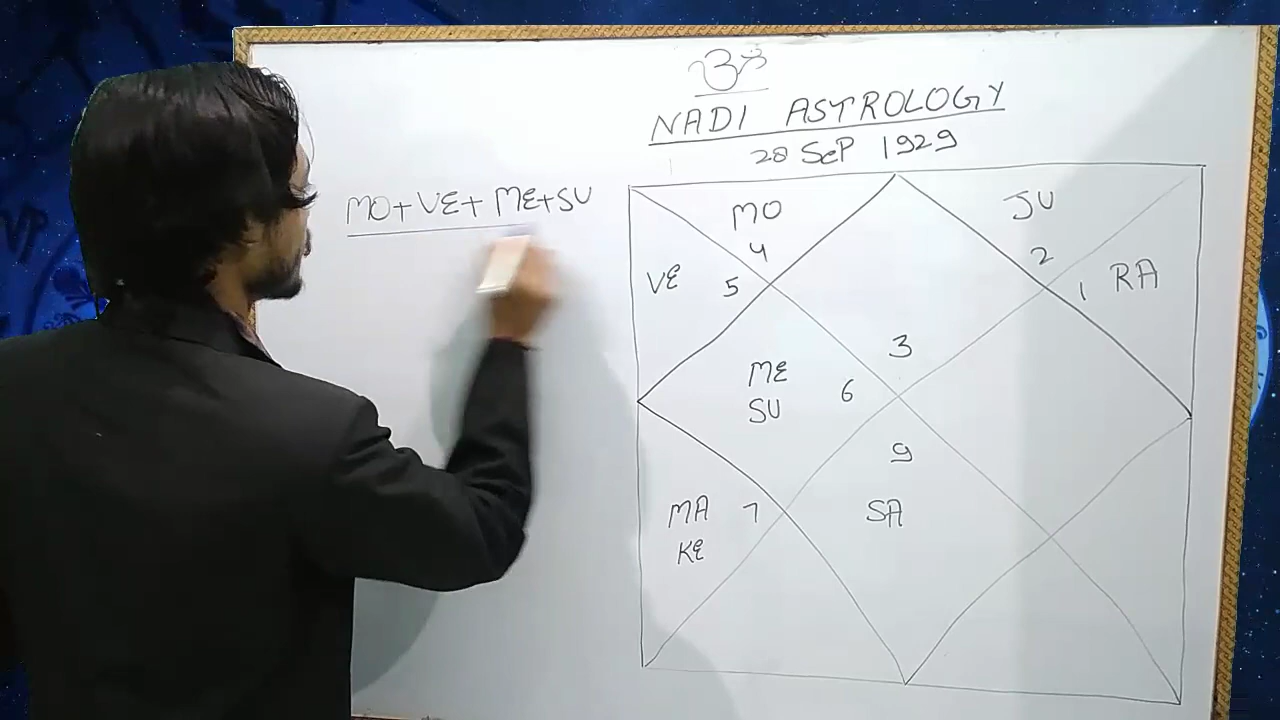 ॐ
NADI ASTROLOGY
28 SEP 1929
MO+VE+ ME+SU
MO
4
JU
2
VE
5
1
RA
3
ME
SU
6
9
SA
MA
KE
7